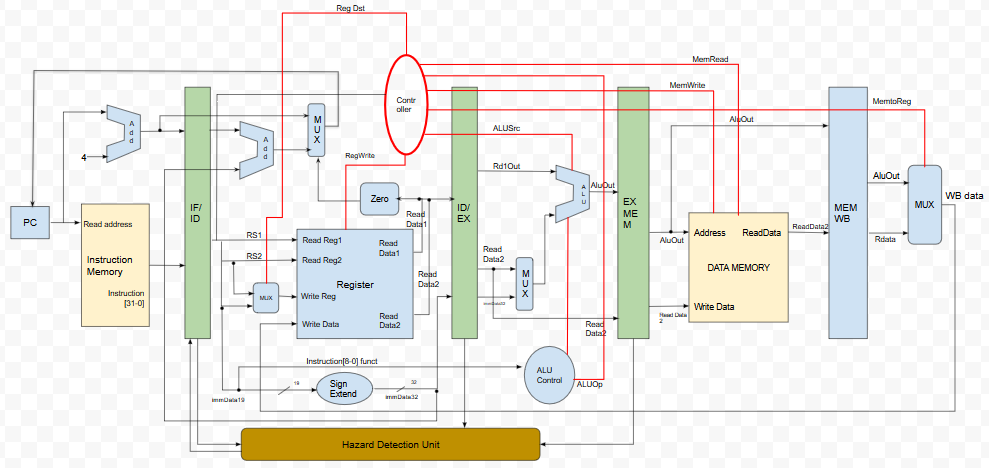 Reg Dst
MemRead
MemWrite
MemtoReg
Contr
oller
ALUSrc
RegWrite
AluOut
4
A
d
d
A
d
d
M
U
X
Zero
Rd1Out
A
L
U
AluOut
AluOut
MUX
WB data
PC
Read address
Instruction
Memory
Instruction
[31-0]
IF/
ID
RS1
RS2
MUX
Read Reg1
Read Reg2
Register
Write Reg
Write Data
Read
Data1
Read
Data2
Read
Data1
Read
Data2
ID/
EX
Read
Data2
immData32
M
U
X
Read
Data2
EX
ME
M
AluOut
Read Data
2
Address
ReadData
DATA MEMORY
Write Data
ReadData2
MEM
WB
Rdata
Instruction[8-0] funct
immData19
19
Sign
Extend
32
immData32
ALU
Control
ALUOp
Hazard Detection Unit